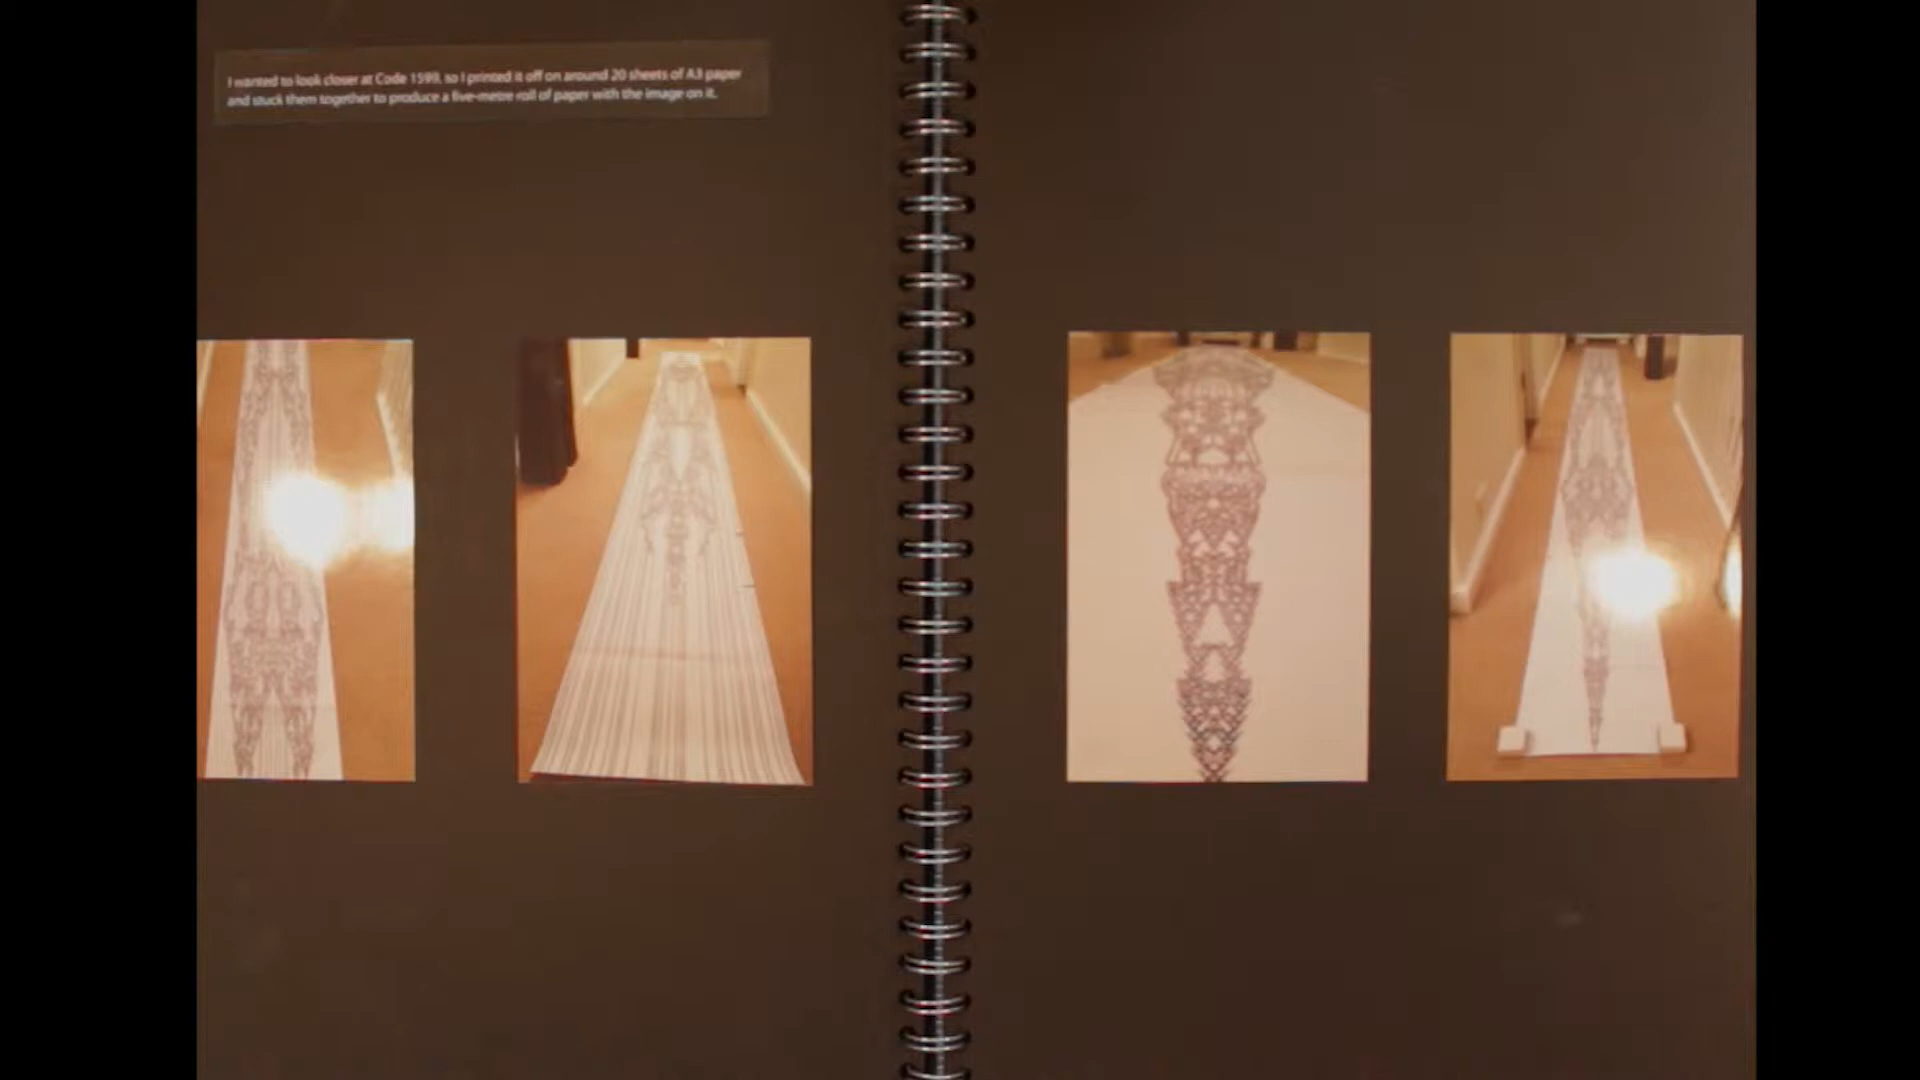 I wanted to look closer at Code 1599, so I printed it off on around 20 sheets of A3 paper
and stuck them together to produce a five-metre roll of paper with the image on it.